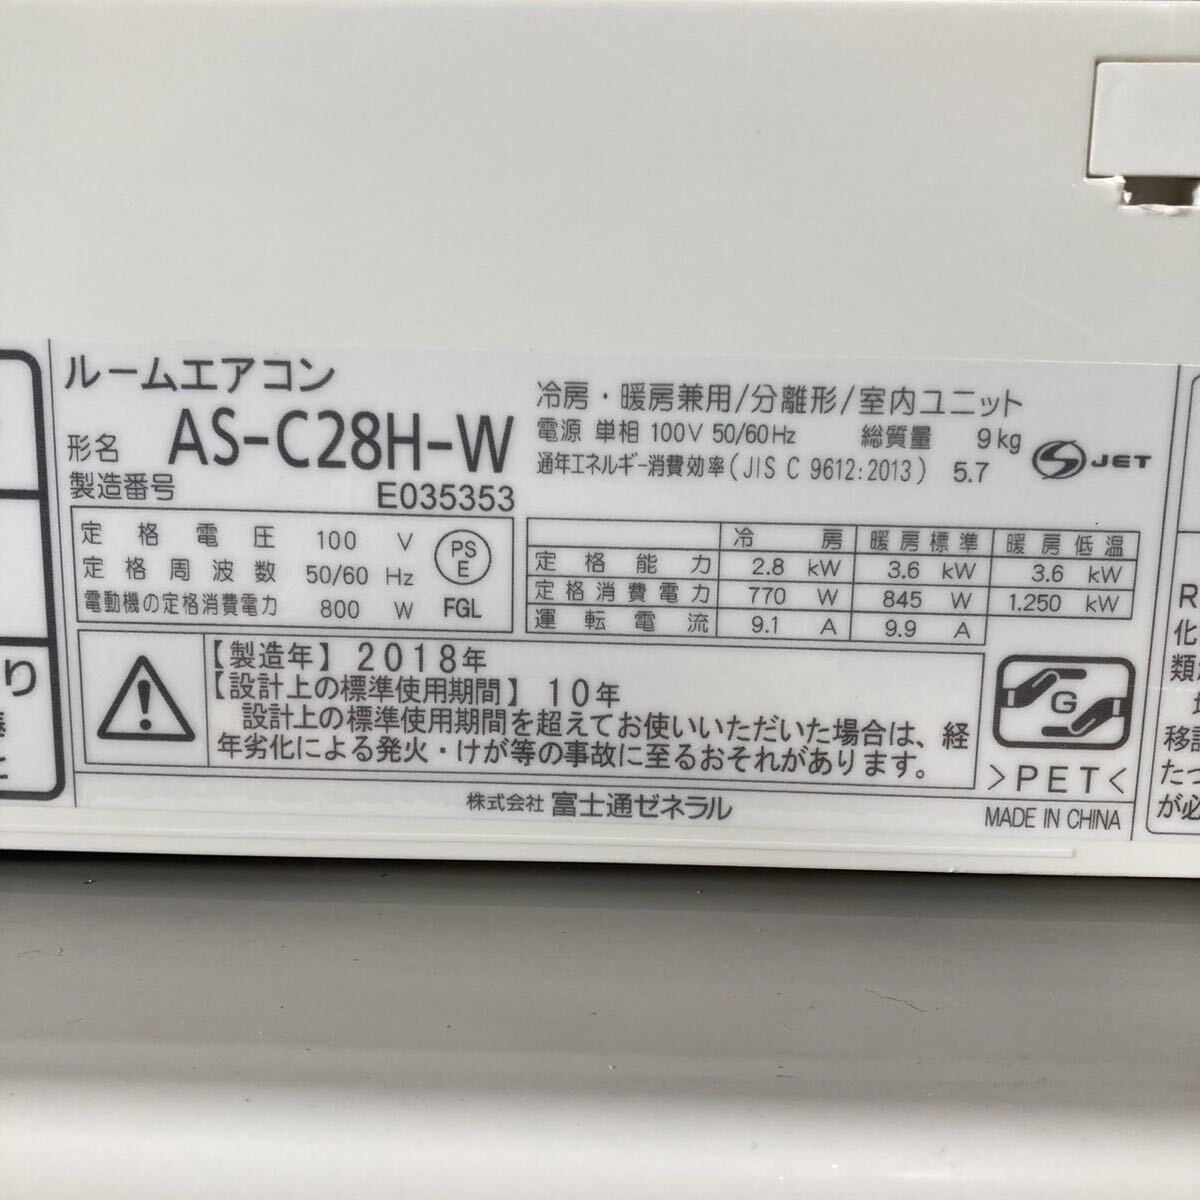 ルームエアコン
形名 AS-C28H-W
製造番号 E035353
冷房・暖房兼用/分離形/室内ユニット
電源 単相 100V 50/60Hz 総質量 9kg
通年エネルギー消費効率(JIS C 9612:2013) 5.7
JET
定格電圧 100 V
定格周波数 50/60 Hz
電動機の定格消費電力 800 W
PS
E
FGL
冷房 暖房標準 暖房低温
定格能力 2.8 kW 3.6 kW 3.6 kW
定格消費電力 770 W 845 W 1.250 kW
運転電流 9.1 A 9.9 A
【製造年】2018年
【設計上の標準使用期間】10年
設計上の標準使用期間を超えてお使いいただいた場合は、経
年劣化による発火・けが等の事故に至るおそれがあります。
G
>PET<
株式会社 富士通ゼネラル
MADE IN CHINA
り
R
化
類
移設
たっ
が必